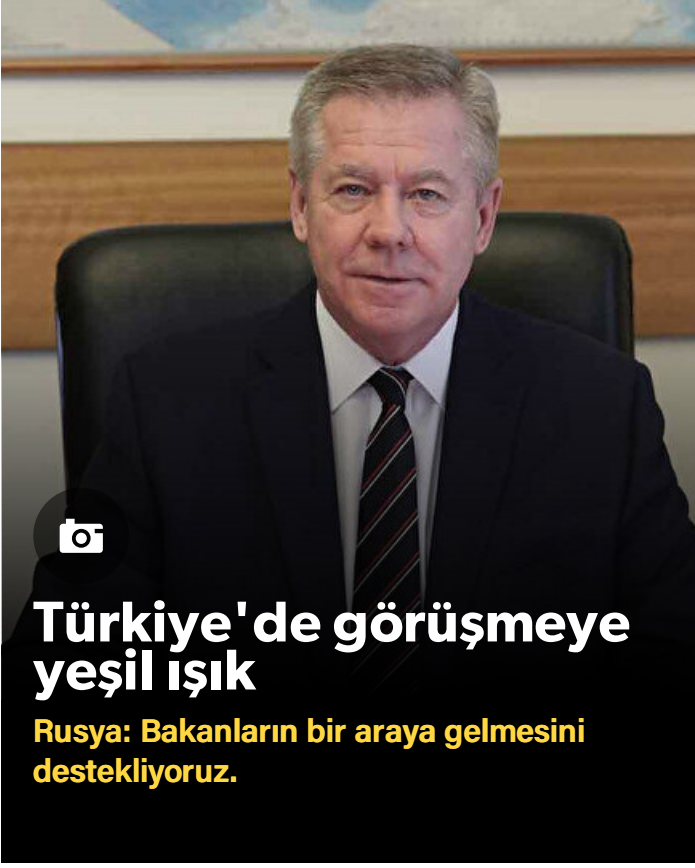 Türkiye'de görüşmeye
yeşil ışık
Rusya: Bakanların bir araya gelmesini
destekliyoruz.